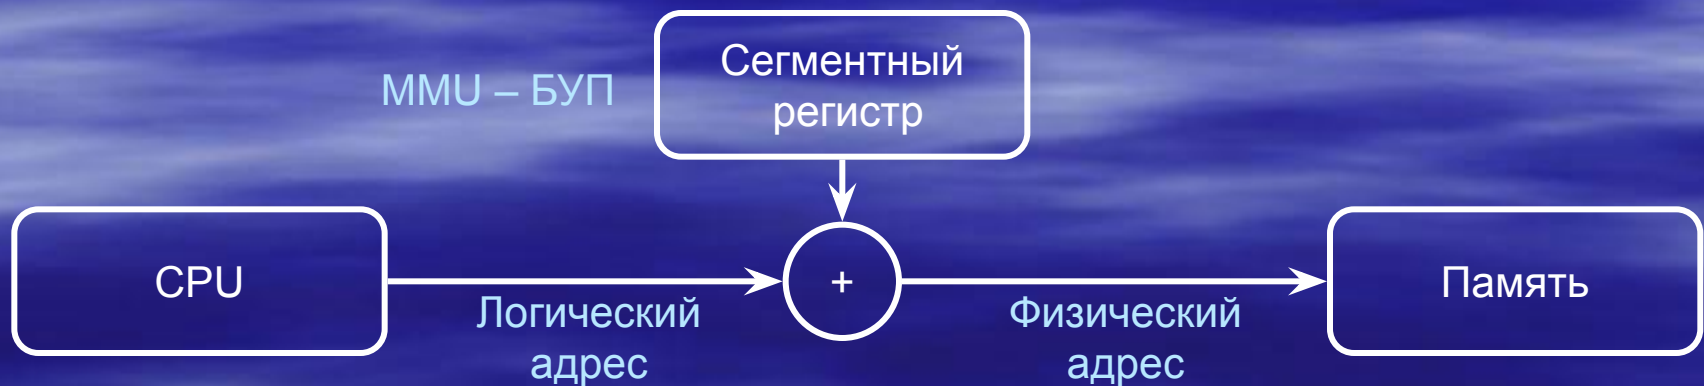 MMU – БУП
Сегментный
регистр
CPU
Логический
адрес
+
Физический
адрес
Память